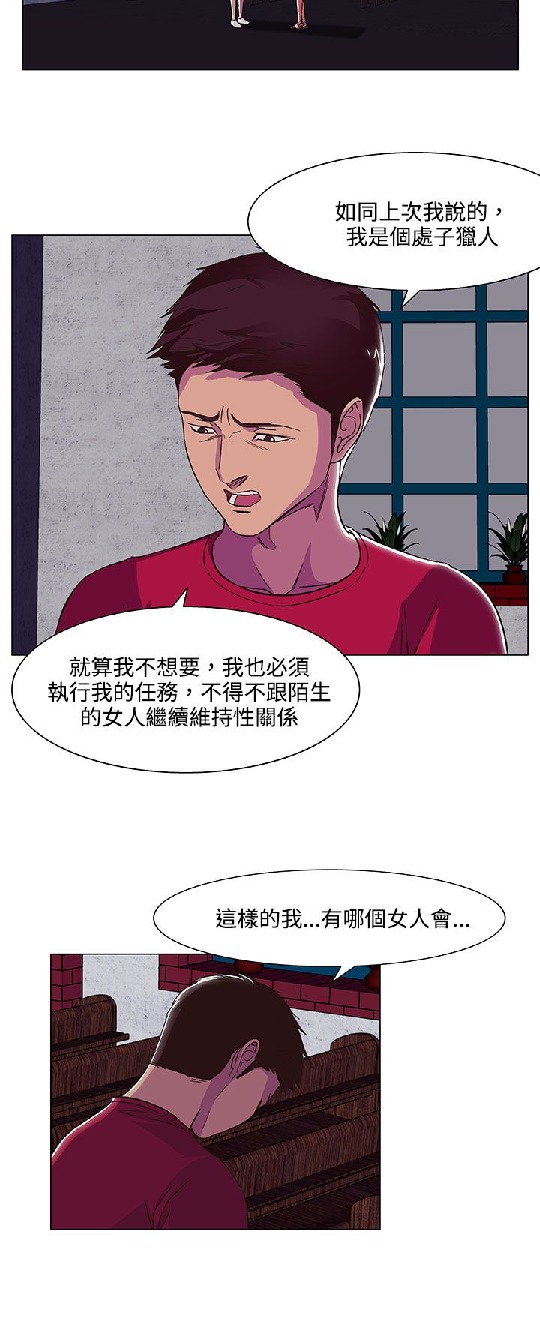 如同上次我說的，
我是個處子獵人
就算我不想要，我也必須
執行我的任務，不得不跟陌生
的女人繼續維持性關係
這樣的我...有哪個女人會...